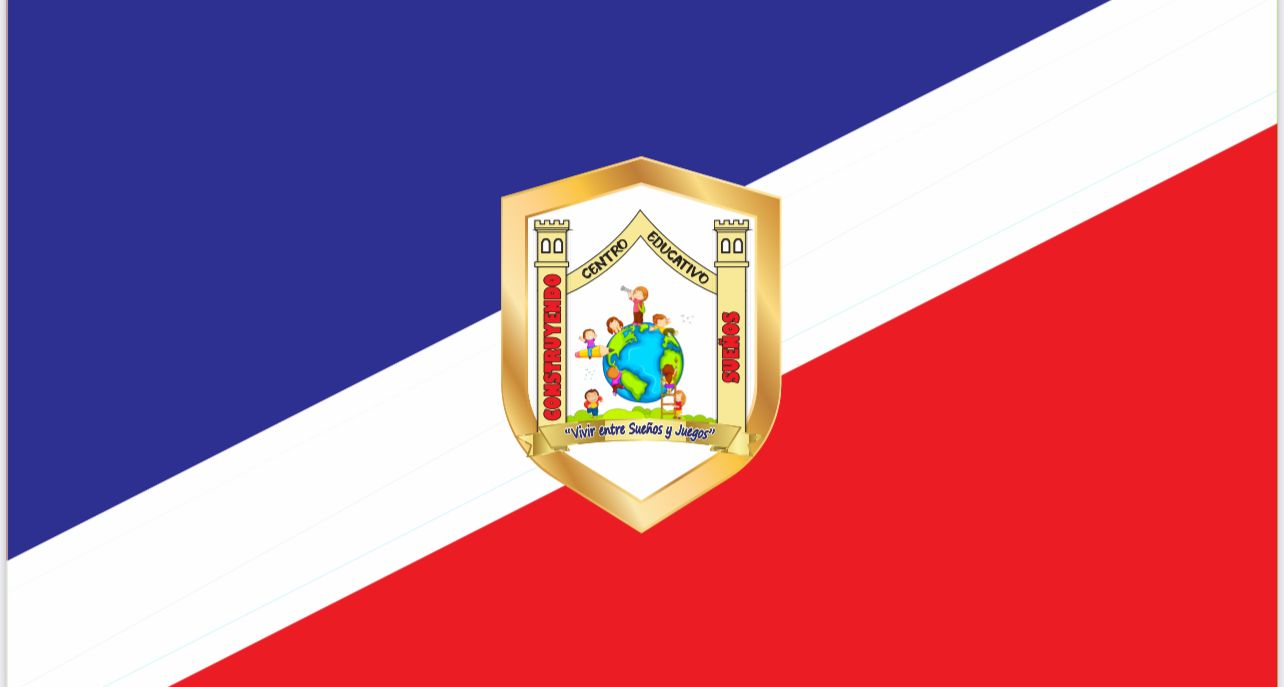 CENTRO EDUCATIVO
CONSTRUYENDO
SUEÑOS
"Vivir entre Sueños y Juegos"